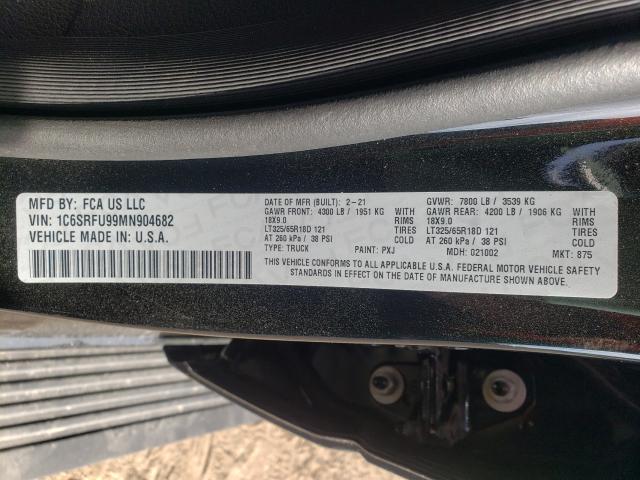 MFD BY: FCA US LLC
VIN: 1C6SRFU99MN904682
VEHICLE MADE IN U.S.A.
DATE OF MFR (BUILT): 2-21 GVWR: 7800 LB / 3539 KG
GAWR FRONT: 4300 LB / 1951 KG WITH GAWR REAR: 4200 LB / 1906 KG WITH
18X9.0 RIMS 18X9.0 RIMS
LT325/65R18D 121 TIRES LT325/65R18D 121 TIRES
AT 260 kPa / 38 PSI COLD AT 260 kPa / 38 PSI COLD
TYPE: TRUCK PAINT: PXJ MDH: 021002 MKT: 875
THIS VEHICLE CONFORMS TO ALL APPLICABLE U.S.A. FEDERAL MOTOR VEHICLE SAFETY
STANDARDS IN EFFECT ON THE DATE OF MANUFACTURE SHOWN ABOVE.